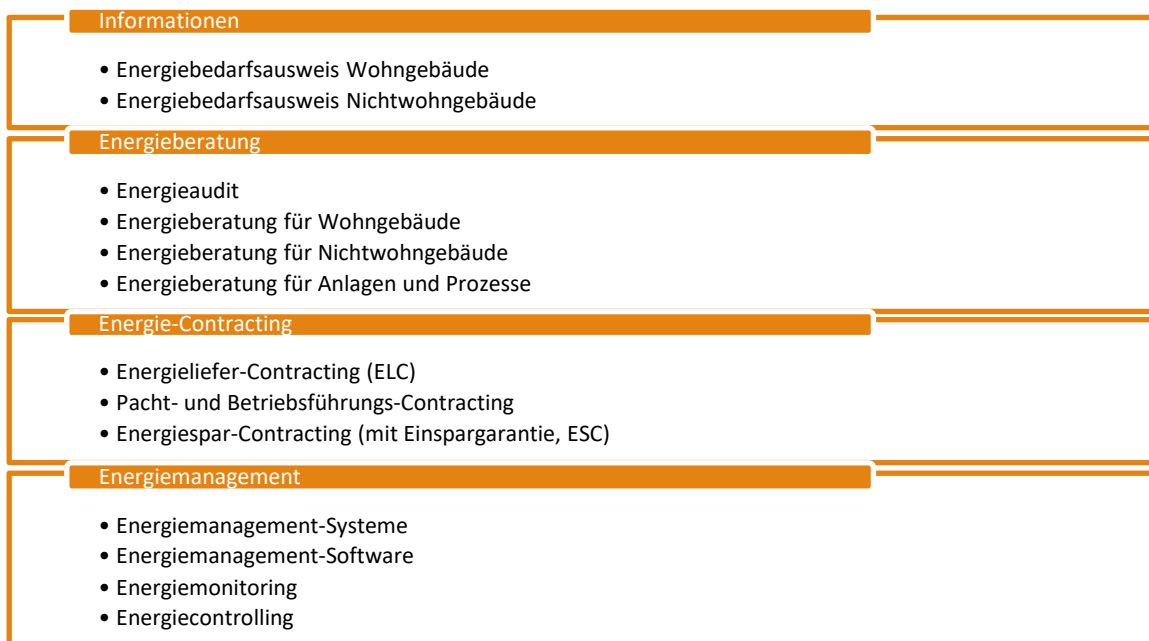 Informationen
• Energiebedarfsausweis Wohngebäude
• Energiebedarfsausweis Nichtwohngebäude
Energieberatung
• Energieaudit
• Energieberatung für Wohngebäude
• Energieberatung für Nichtwohngebäude
• Energieberatung für Anlagen und Prozesse
Energie-Contracting
• Energieliefer-Contracting (ELC)
• Pacht- und Betriebsführungs-Contracting
• Energiespar-Contracting (mit Einspargarantie, ESC)
Energiemanagement
• Energiemanagement-Systeme
• Energiemanagement-Software
• Energiemonitoring
• Energiecontrolling